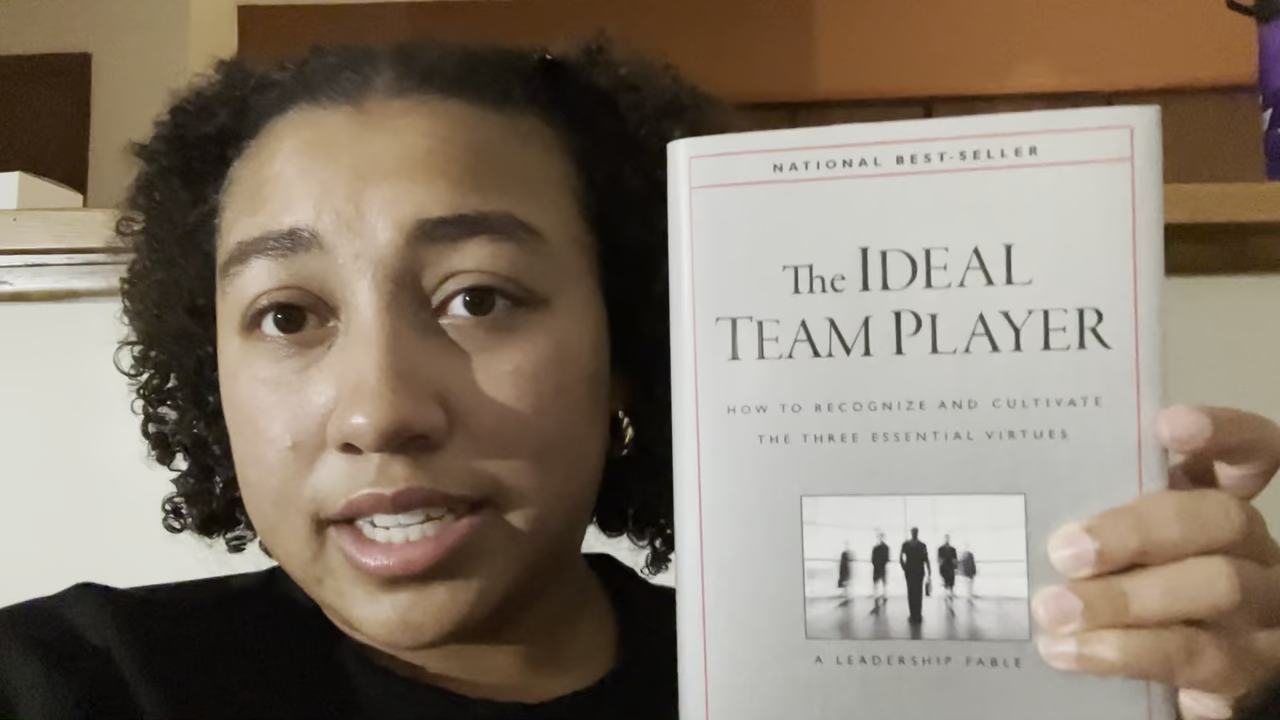 NATIONAL BEST-SELLER
The IDEAL
TEAM PLAYER
HOW TO RECOGNIZE AND CULTIVATE
THE THREE ESSENTIAL VIRTUES
A LEADERSHIP FABLE